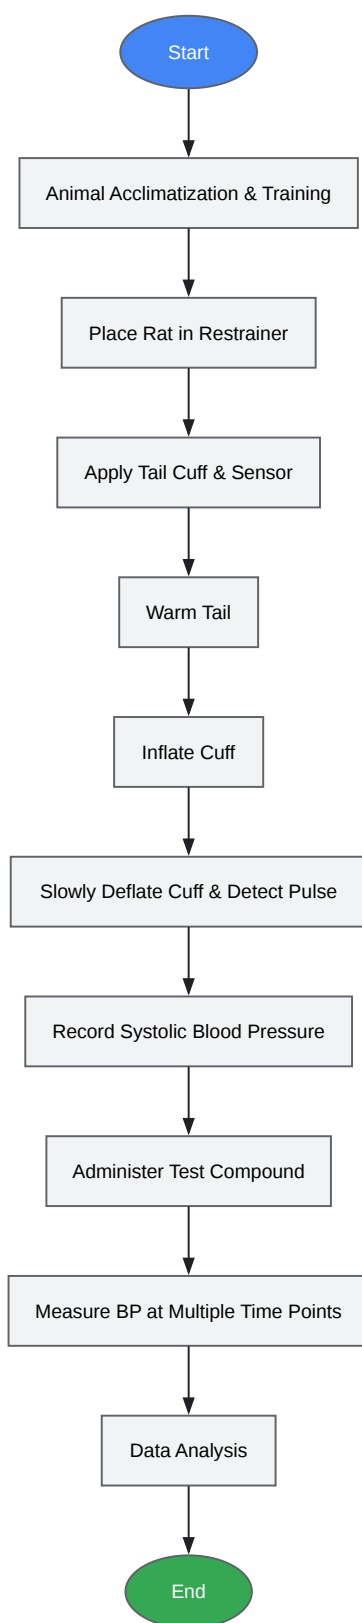 Start
Animal Acclimatization & Training
Place Rat in Restrainer
Apply Tail Cuff & Sensor
Warm Tail
Inflate Cuff
Slowly Deflate Cuff & Detect Pulse
Record Systolic Blood Pressure
Administer Test Compound
Measure BP at Multiple Time Points
Data Analysis
End